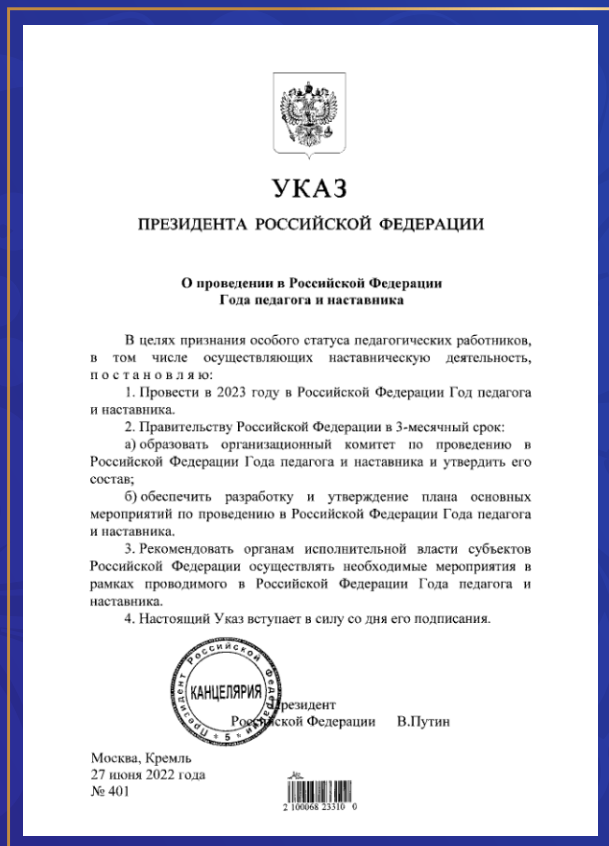 УКАЗ
ПРЕЗИДЕНТА РОССИЙСКОЙ ФЕДЕРАЦИИ
О проведении в Российской Федерации
Года педагога и наставника
В целях признания особого статуса педагогических работников,
в том числе осуществляющих наставническую деятельность,
п о с т а н о в л я ю:
1. Провести в 2023 году в Российской Федерации Год педагога
и наставника.
2. Правительству Российской Федерации в 3-месячный срок:
а) образовать организационный комитет по проведению в
Российской Федерации Года педагога и наставника и утвердить его
состав;
б) обеспечить разработку и утверждение плана основных
мероприятий по проведению в Российской Федерации Года педагога
и наставника.
3. Рекомендовать органам исполнительной власти субъектов
Российской Федерации осуществлять необходимые мероприятия в
рамках проводимого в Российской Федерации Года педагога и
наставника.
4. Настоящий Указ вступает в силу со дня его подписания.
Президент Российской Федерации * 5 *
КАНЦЕЛЯРИЯ
Президент
Российской Федерации В.Путин
Москва, Кремль
27 июня 2022 года
№ 401
2 100068 23310 0